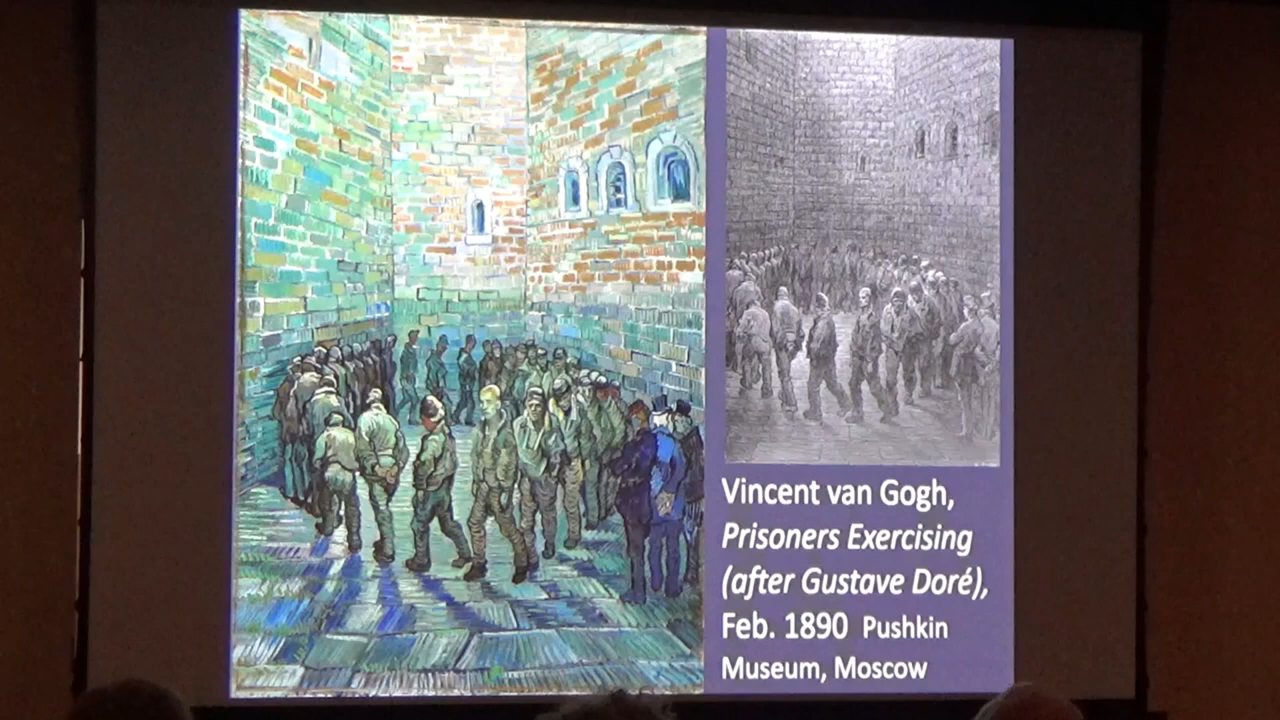 Vincent van Gogh,
Prisoners Exercising
(after Gustave Doré),
Feb. 1890 Pushkin
Museum, Moscow